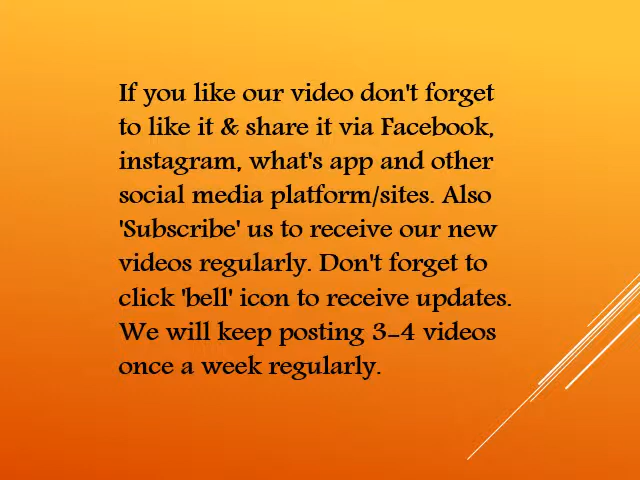 If you like our video don't forget
to like it & share it via Facebook,
instagram, what's app and other
social media platform/sites. Also
'Subscribe' us to receive our new
videos regularly. Don't forget to
click 'bell' icon to receive updates.
We will keep posting 3-4 videos
once a week regularly.